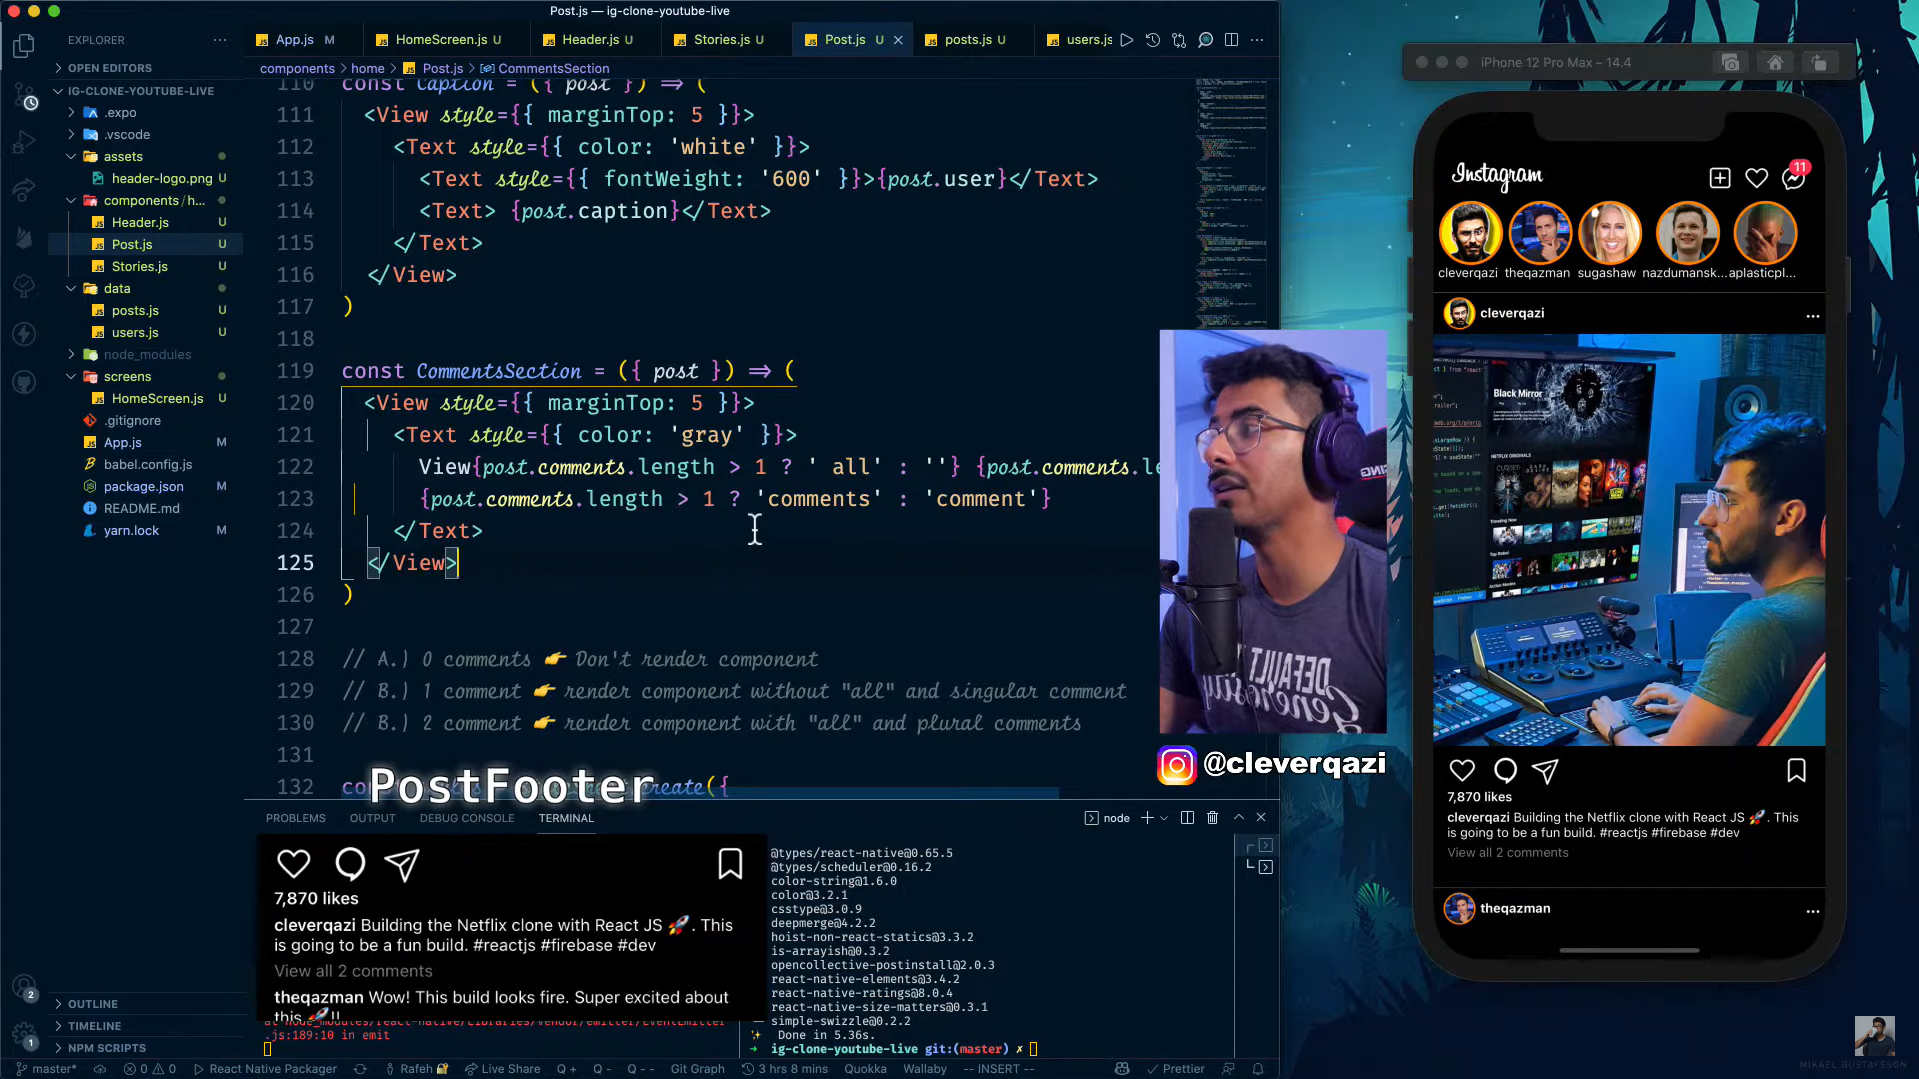 Post.js — ig-clone-youtube-live
EXPLORER
App.js M
HomeScreen.js U
Header.js U
Stories.js U
Post.js U
posts.js U
users.js
components > home > Post.js > CommentsSection
OPEN EDITORS
IG-CLONE-YOUTUBE-LIVE
.expo
.vscode
assets
header-logo.png U
components / h...
Header.js U
Post.js U
Stories.js U
data
posts.js U
users.js U
node_modules
screens
HomeScreen.js U
.gitignore
App.js M
babel.config.js
package.json M
README.md
yarn.lock M
OUTLINE
TIMELINE
NPM SCRIPTS
110 const Caption = ({ post }) => (
111 <View style={{ marginTop: 5 }}>
112 <Text style={{ color: 'white' }}>
113 <Text style={{ fontWeight: '600' }}>{post.user}</Text>
114 <Text> {post.caption}</Text>
115 </Text>
116 </View>
117 )
118
119 const CommentsSection = ({ post }) => (
120 <View style={{ marginTop: 5 }}>
121 <Text style={{ color: 'gray' }}>
122 View{post.comments.length > 1 ? ' all' : ''} {post.comments.le
123 {post.comments.length > 1 ? 'comments' : 'comment'}
124 </Text>
125 </View>
126 )
127
128 // A.) 0 comments 👉 Don't render component
129 // B.) 1 comment 👉 render component without "all" and singular comment
130 // B.) 2 comment 👉 render component with "all" and plural comments
131
132
PostFooter
PROBLEMS
OUTPUT
DEBUG CONSOLE
TERMINAL
node
7,870 likes
cleverqazi Building the Netflix clone with React JS 🚀. This
is going to be a fun build. #reactjs #firebase #dev
View all 2 comments
theqazman Wow! This build looks fire. Super excited about
this 🚀!!
.js:189:10 in emit
@types/react-native@0.65.5
@types/scheduler@0.16.2
color-string@1.6.0
color@3.2.1
csstype@3.0.9
deepmerge@4.2.2
hoist-non-react-statics@3.3.2
is-arrayish@0.3.2
opencollective-postinstall@2.0.3
react-native-elements@3.4.2
react-native-ratings@8.0.4
react-native-size-matters@0.3.1
simple-swizzle@0.2.2
✨ Done in 5.36s.
→ ig-clone-youtube-live git:(master) ✗
2
1
master*
0
0
React Native Packager
Rafeh 🔐
Live Share
Q +
Q -
Q - -
Git Graph
3 hrs 8 mins
Quokka
Wallaby
-- INSERT --
Prettier
DEFAULT
Generosity
@cleverqazi
iPhone 12 Pro Max – 14.4
Instagram
11
cleverqazi
theqazman
sugashaw
nazdumansk...
aplasticpl...
cleverqazi
Black Mirror
7,870 likes
cleverqazi Building the Netflix clone with React JS 🚀. This
is going to be a fun build. #reactjs #firebase #dev
View all 2 comments
theqazman
MIKAEL GUSTAFSSON